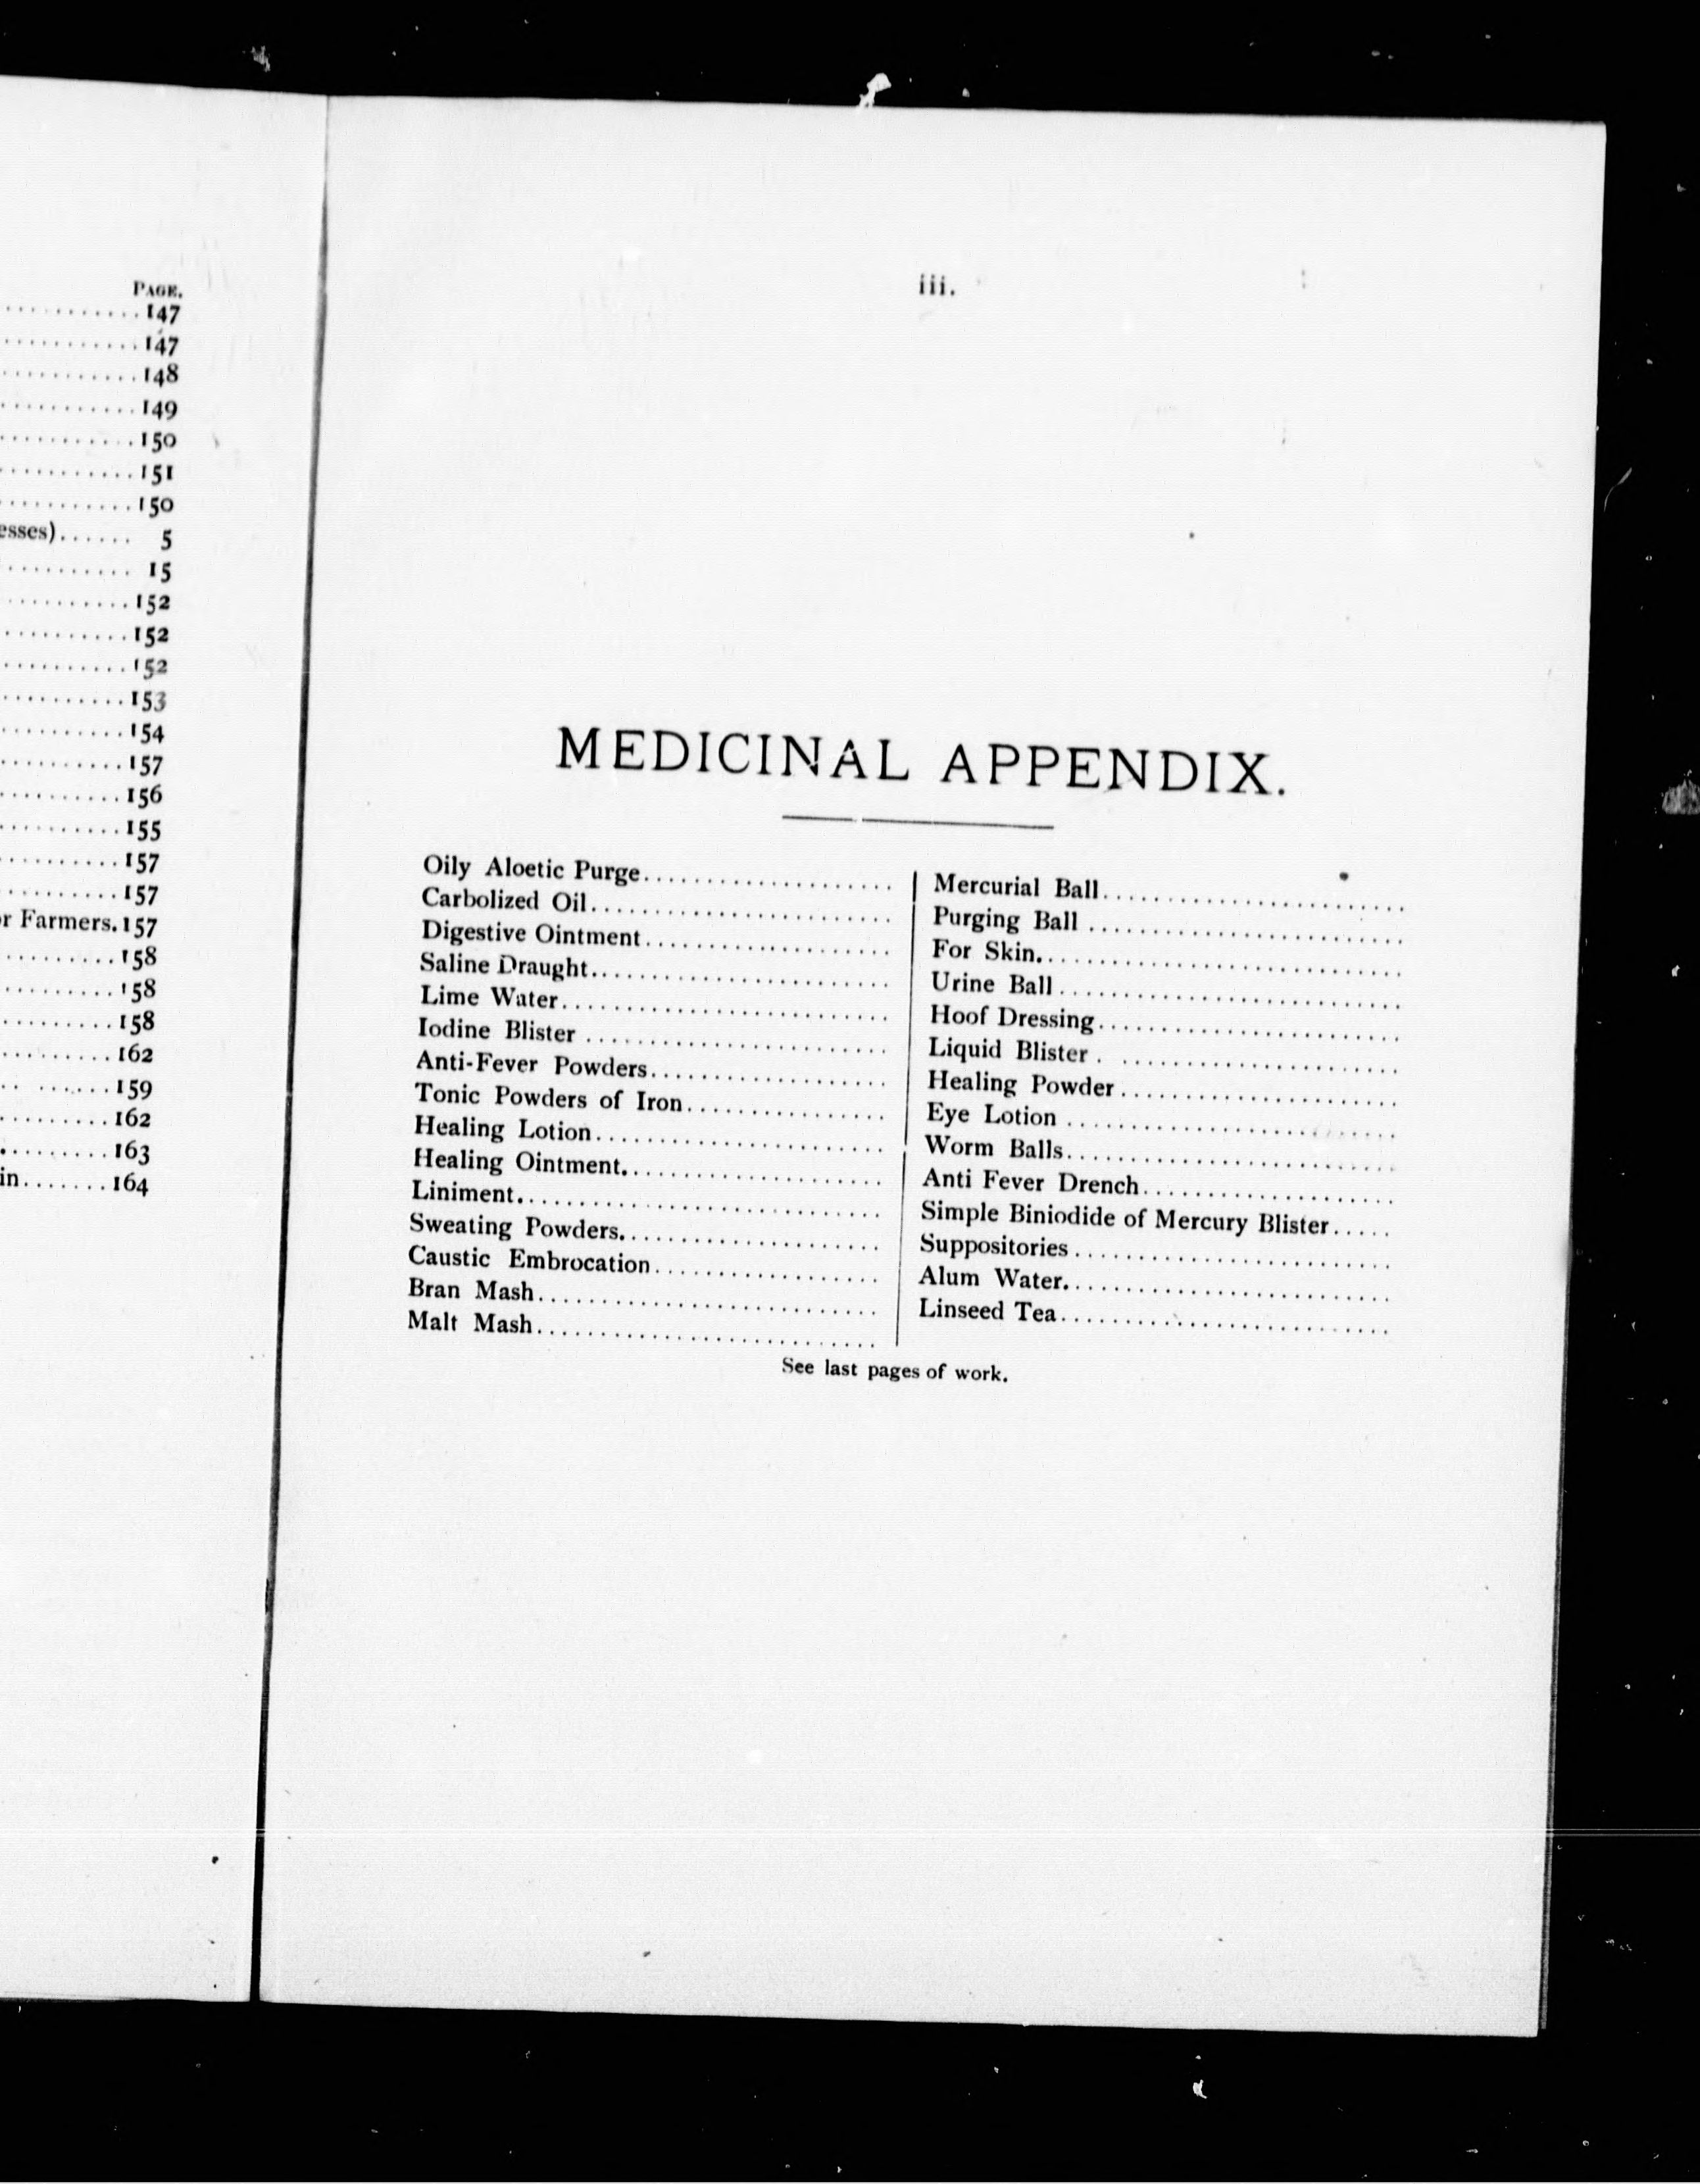 PAGE.
147
147
148
149
150
151
150
esses)...... 5
15
152
152
152
153
154
157
156
155
157
157
r Farmers.157
158
158
158
162
159
162
163
in.......164
iii.
MEDICINAL APPENDIX.
Oily Aloetic Purge
Carbolized Oil
Digestive Ointment
Saline Draught
Lime Water
Iodine Blister
Anti-Fever Powders
Tonic Powders of Iron
Healing Lotion
Healing Ointment
Liniment
Sweating Powders
Caustic Embrocation
Bran Mash
Malt Mash
Mercurial Ball
Purging Ball
For Skin
Urine Ball
Hoof Dressing
Liquid Blister
Healing Powder
Eye Lotion
Worm Balls
Anti Fever Drench
Simple Biniodide of Mercury Blister
Suppositories
Alum Water
Linseed Tea
See last pages of work.